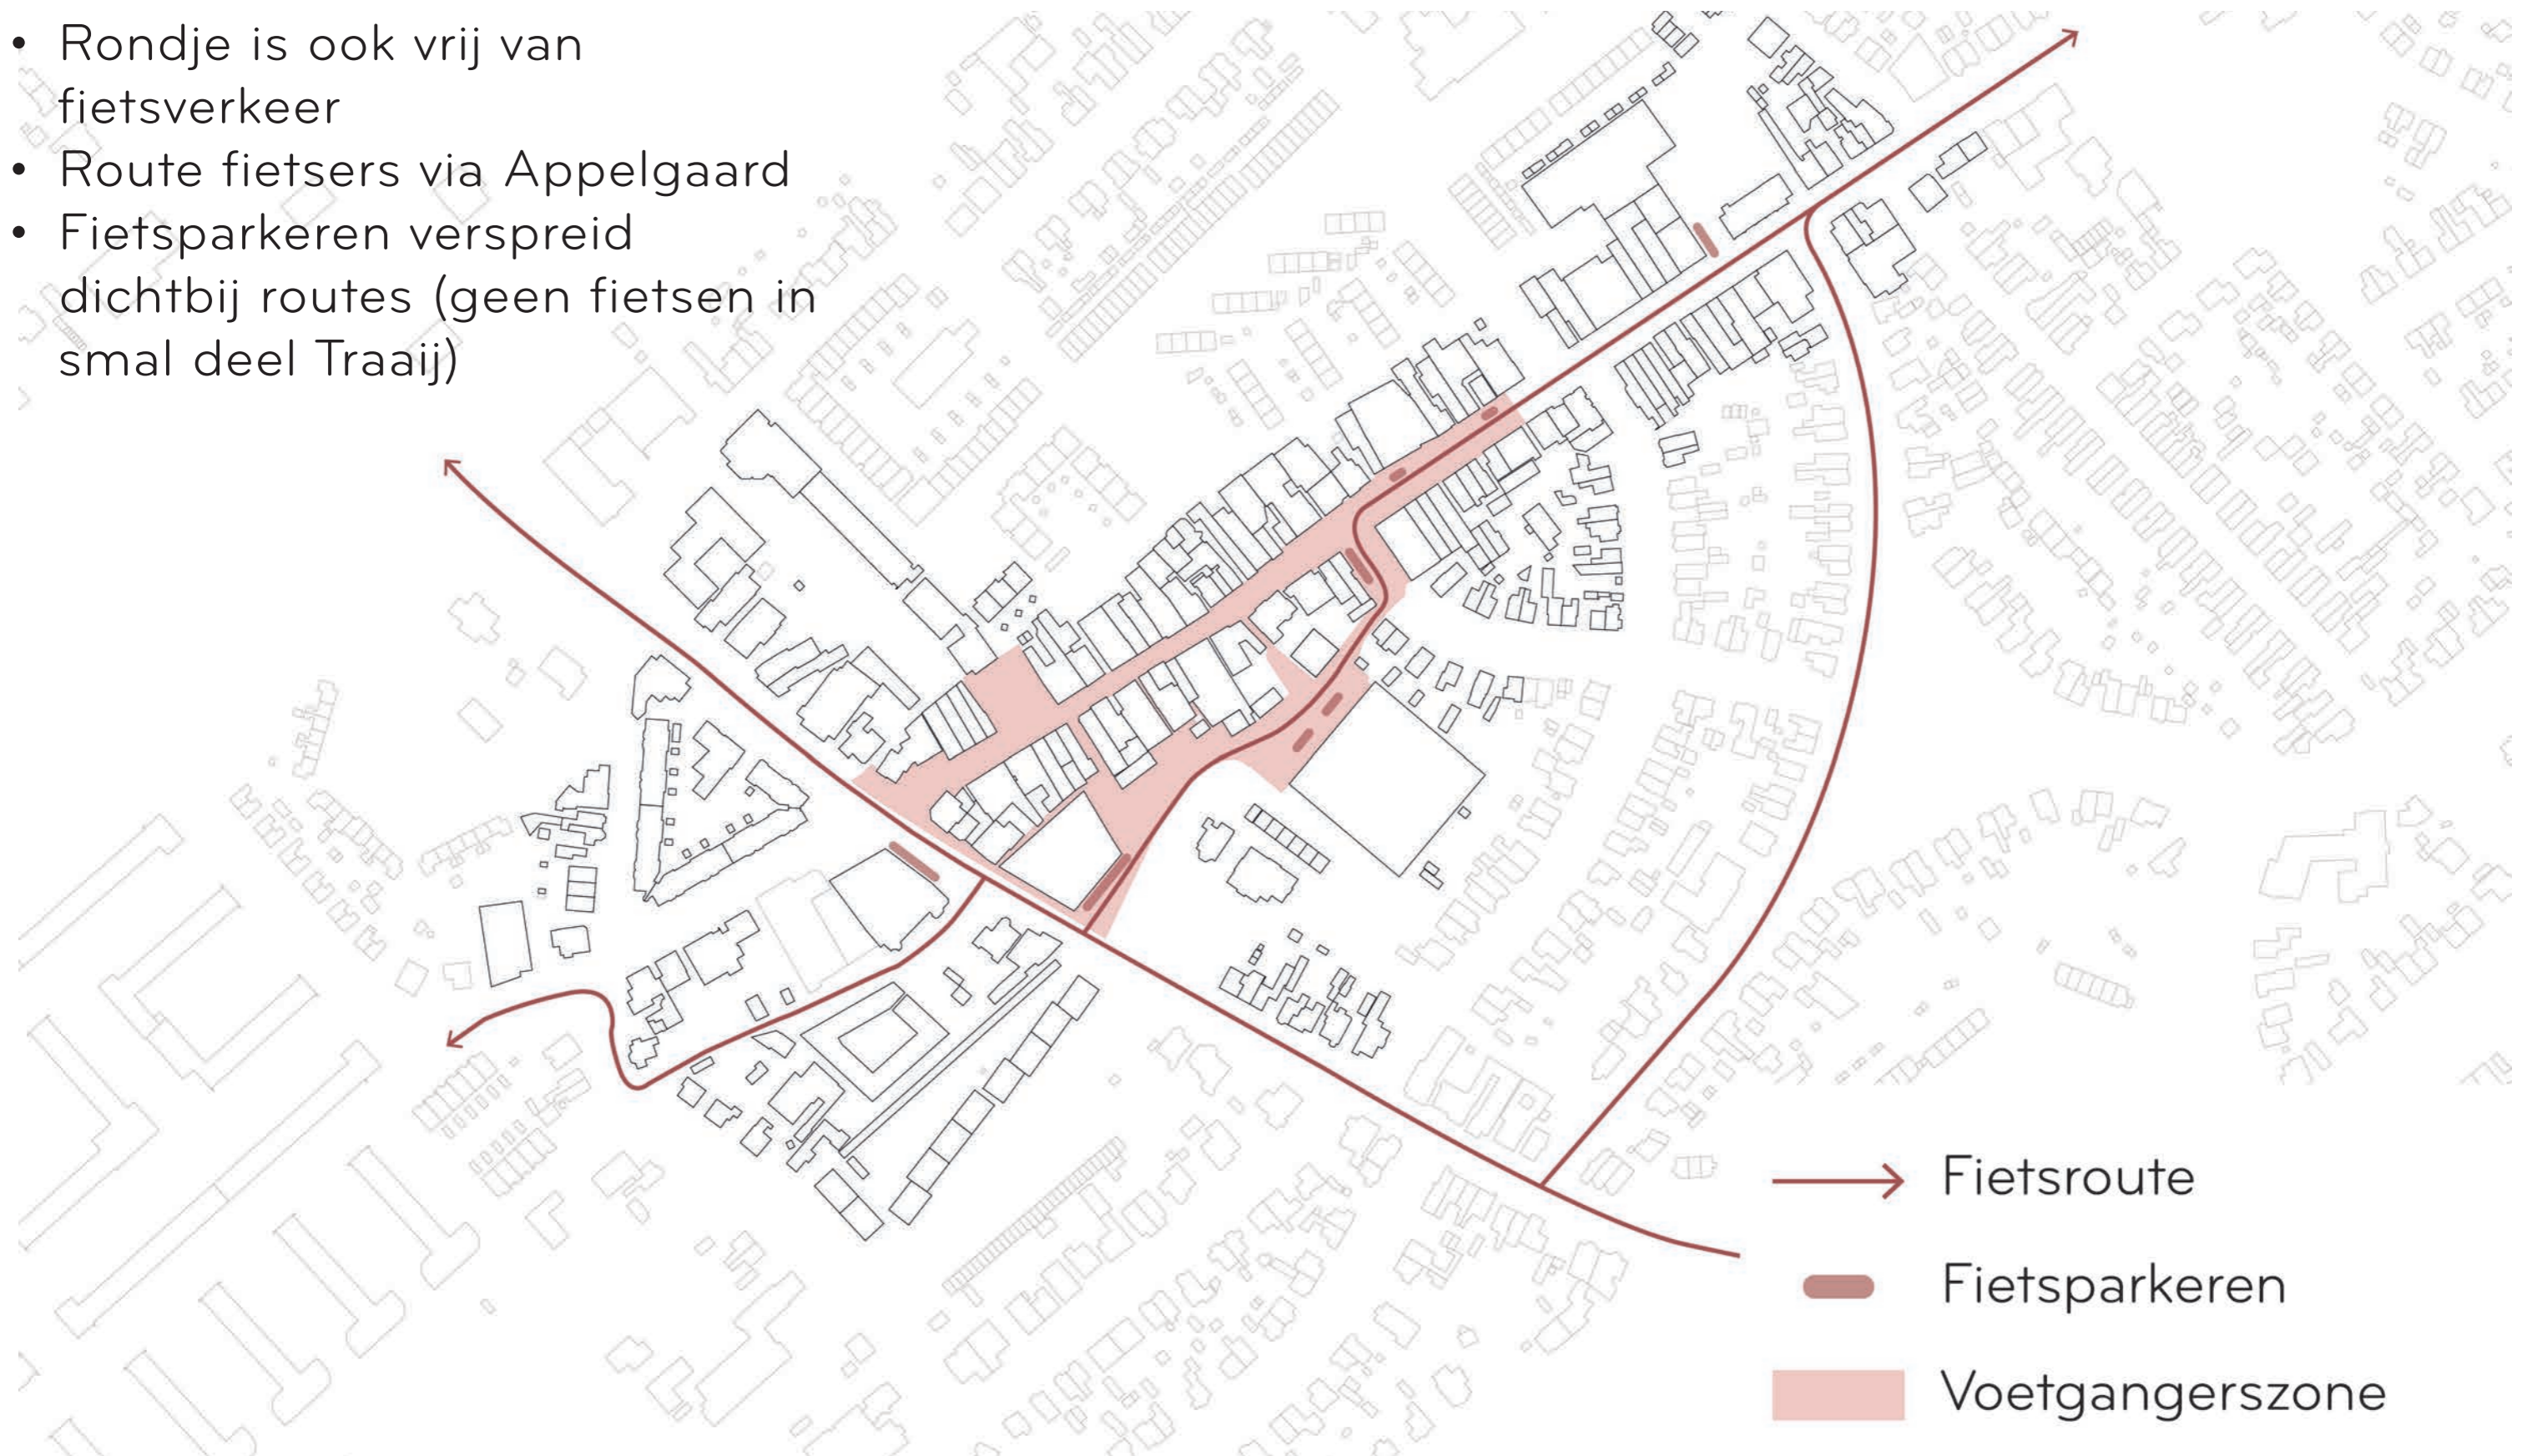 • Rondje is ook vrij van
fietsverkeer
• Route fietsers via Appelgaard
• Fietsparkeren verspreid
dichtbij routes (geen fietsen in
smal deel Traaij)
Fietsroute
Fietsparkeren
Voetgangerszone